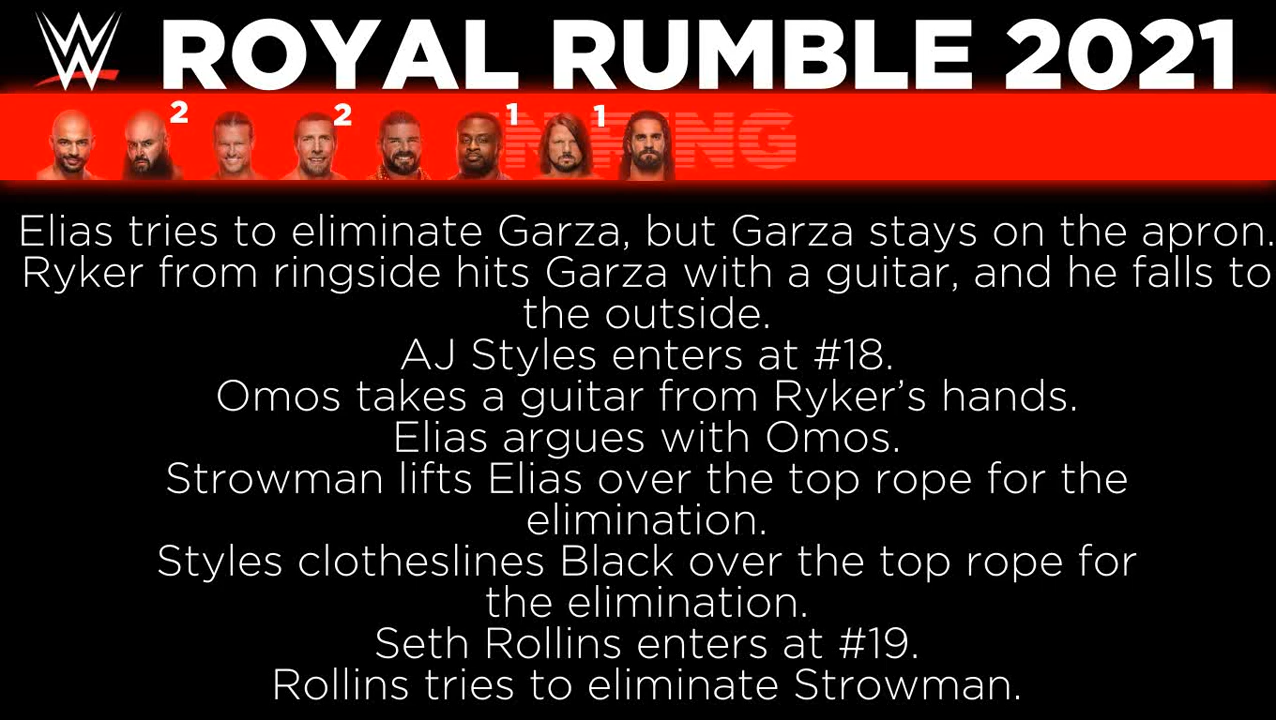 W ROYAL RUMBLE 2021
2 2 1 1
IN RING
Elias tries to eliminate Garza, but Garza stays on the apron.
Ryker from ringside hits Garza with a guitar, and he falls to
the outside.
AJ Styles enters at #18.
Omos takes a guitar from Ryker’s hands.
Elias argues with Omos.
Strowman lifts Elias over the top rope for the
elimination.
Styles clotheslines Black over the top rope for
the elimination.
Seth Rollins enters at #19.
Rollins tries to eliminate Strowman.